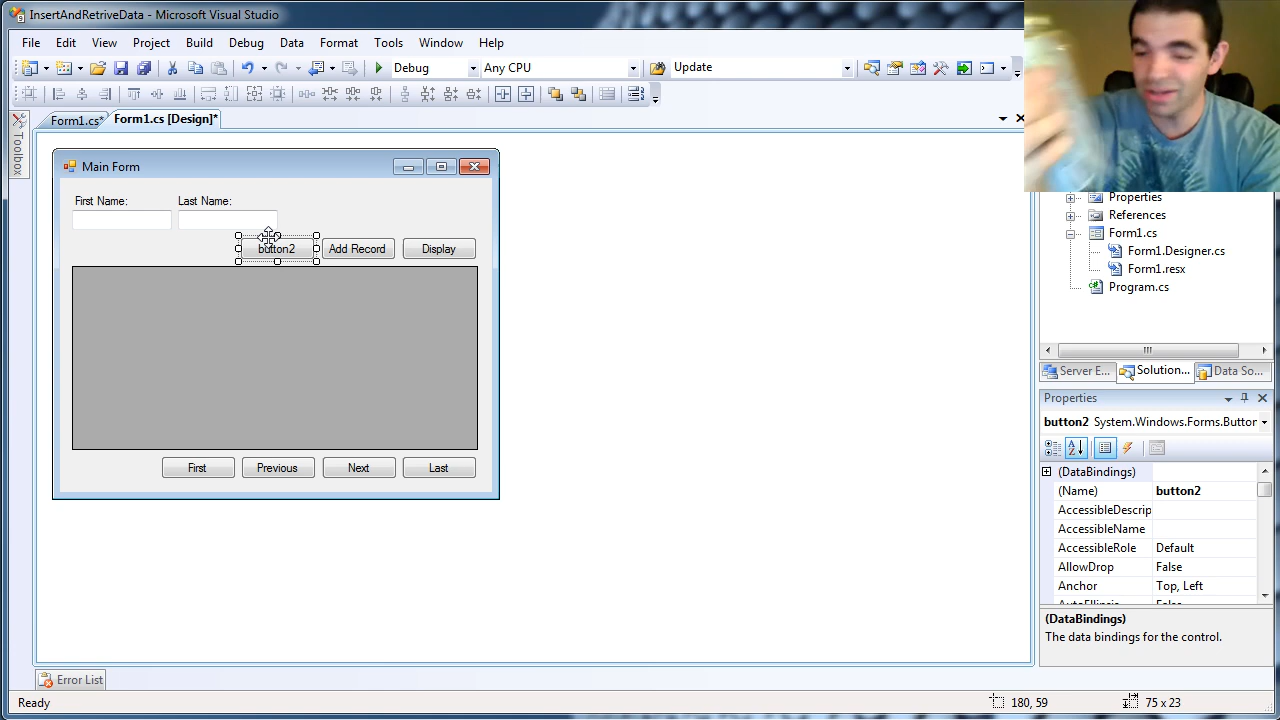 InsertAndRetriveData - Microsoft Visual Studio
File Edit View Project Build Debug Data Format Tools Window Help
Debug Any CPU Update
Toolbox
Form1.cs* Form1.cs [Design]*
Main Form
First Name: Last Name:
button2 Add Record Display
First Previous Next Last
Properties
References
Form1.cs
Form1.Designer.cs
Form1.resx
Program.cs
Server E... Solution... Data So...
Properties
button2 System.Windows.Forms.Button
(DataBindings)
(Name) button2
AccessibleDescrip
AccessibleName
AccessibleRole Default
AllowDrop False
Anchor Top, Left
AutoEllipsis False
(DataBindings)
The data bindings for the control.
Error List
Ready 180, 59 75 x 23